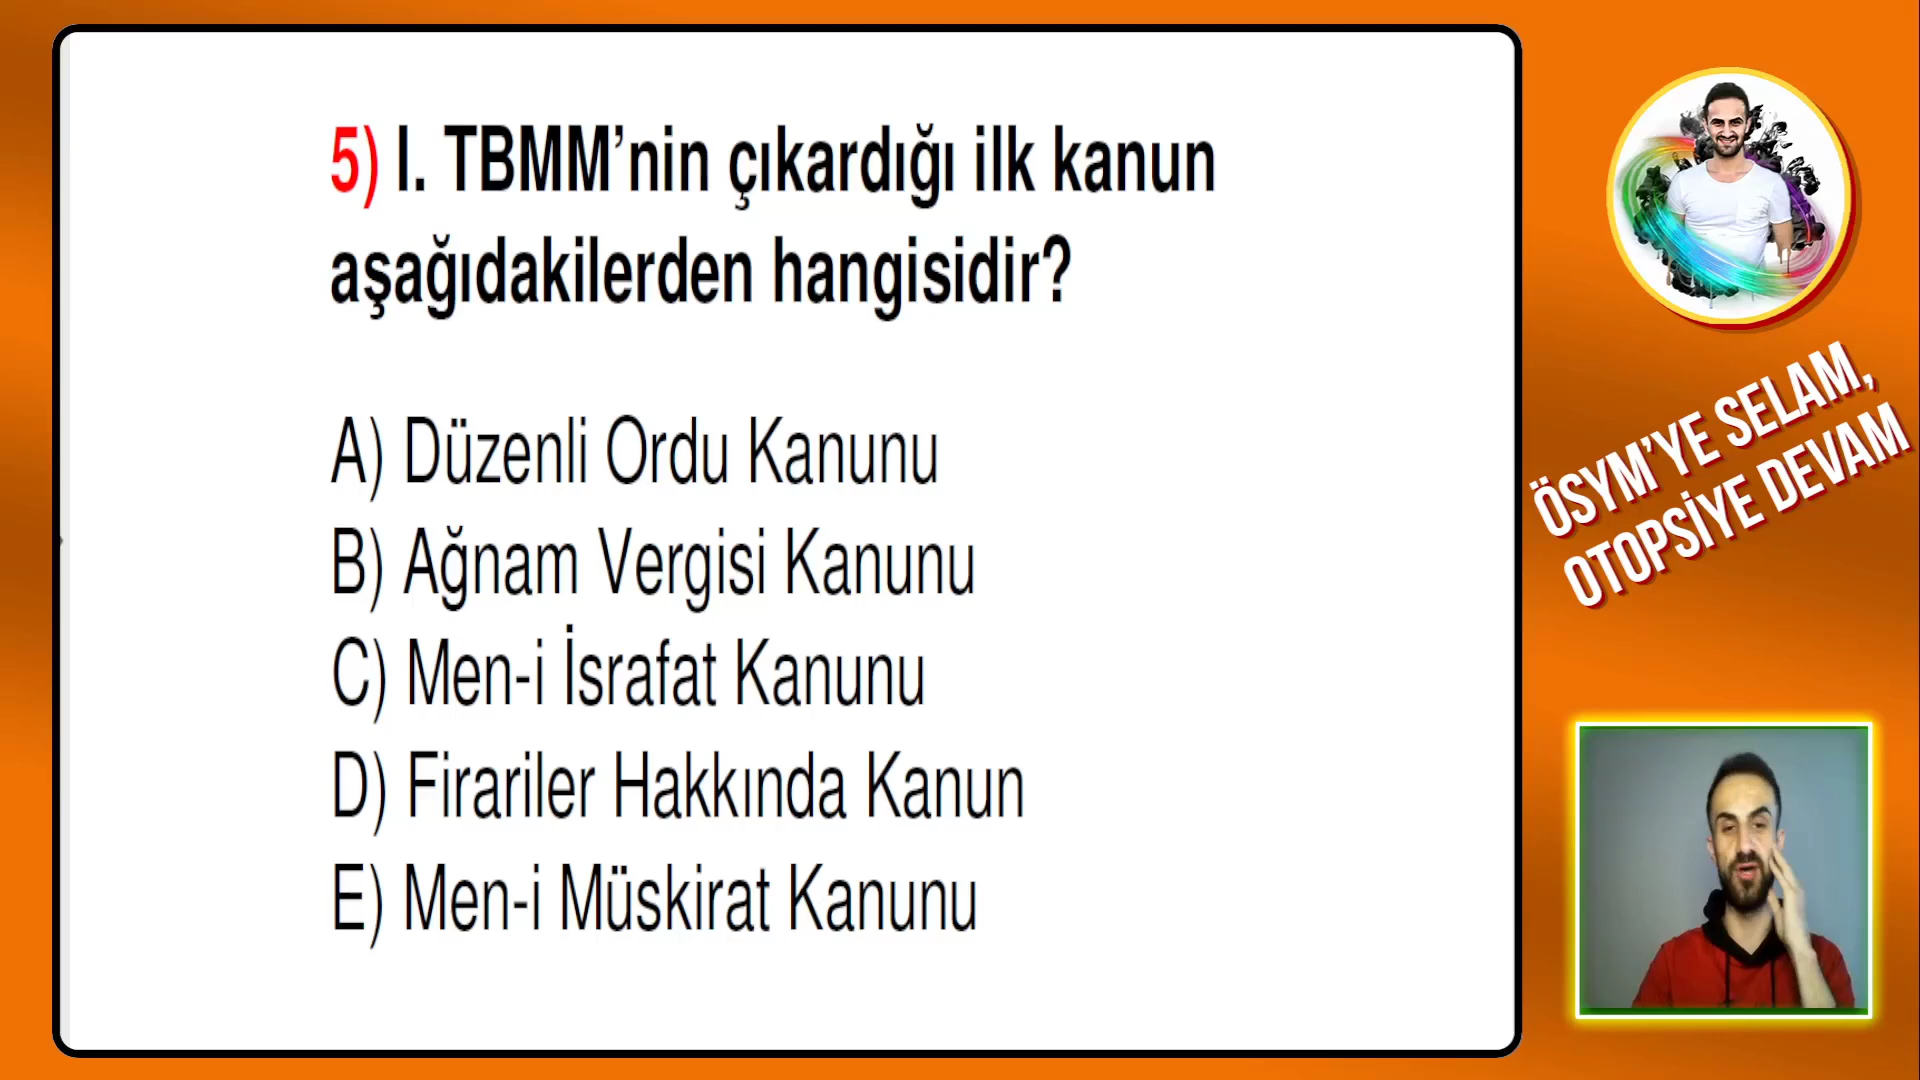 5) I. TBMM’nin çıkardığı ilk kanun
aşağıdakilerden hangisidir?
A) Düzenli Ordu Kanunu
B) Ağnam Vergisi Kanunu
C) Men-i İsrafat Kanunu
D) Firariler Hakkında Kanun
E) Men-i Müskirat Kanunu
ÖSYM’YE SELAM,
OTOPSİYE DEVAM